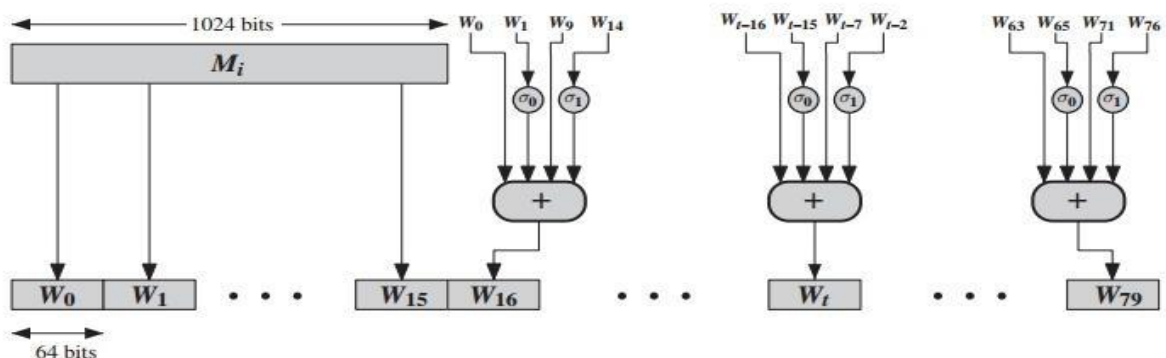 1024 bits
W0 W1 W9 W14
Wt–16 Wt–15 Wt–7 Wt–2
W63 W65 W71 W76
Mi
σ0 σ1
σ0 σ1
σ0 σ1
+
+
+
W0 W1 • • • W15 W16 • • • Wt • • • W79
64 bits